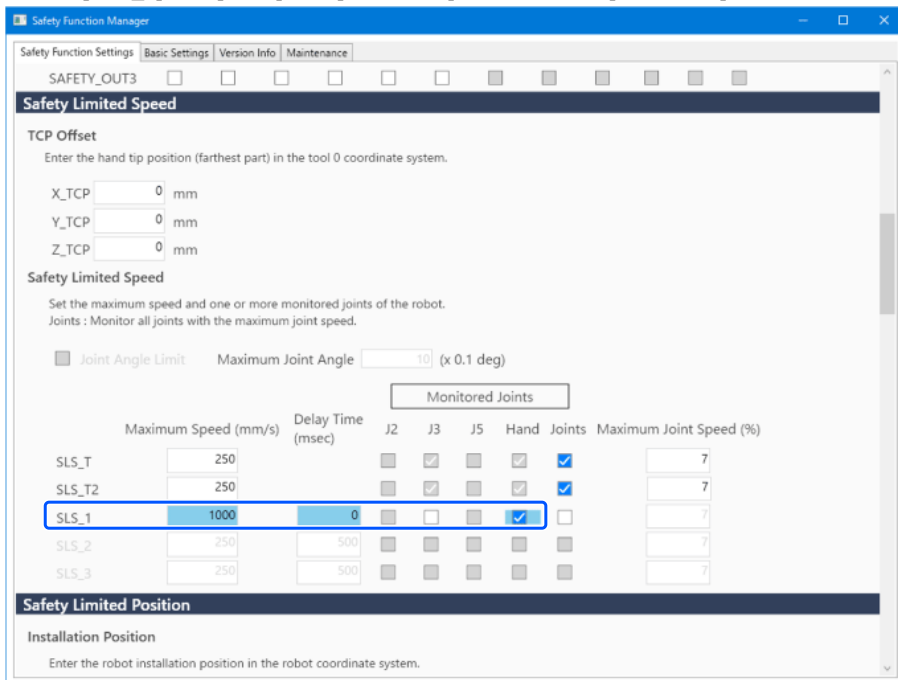 Safety Function Manager
Safety Function Settings Basic Settings Version Info Maintenance
SAFETY_OUT3
Safety Limited Speed
TCP Offset
Enter the hand tip position (farthest part) in the tool 0 coordinate system.
X_TCP 0 mm
Y_TCP 0 mm
Z_TCP 0 mm
Safety Limited Speed
Set the maximum speed and one or more monitored joints of the robot.
Joints : Monitor all joints with the maximum joint speed.
Joint Angle Limit Maximum Joint Angle 10 (x 0.1 deg)
Monitored Joints
Maximum Speed (mm/s) Delay Time (msec) J2 J3 J5 Hand Joints Maximum Joint Speed (%)
SLS_T 250 7
SLS_T2 250 7
SLS_1 1000 0 7
SLS_2 250 500 7
SLS_3 250 500 7
Safety Limited Position
Installation Position
Enter the robot installation position in the robot coordinate system.